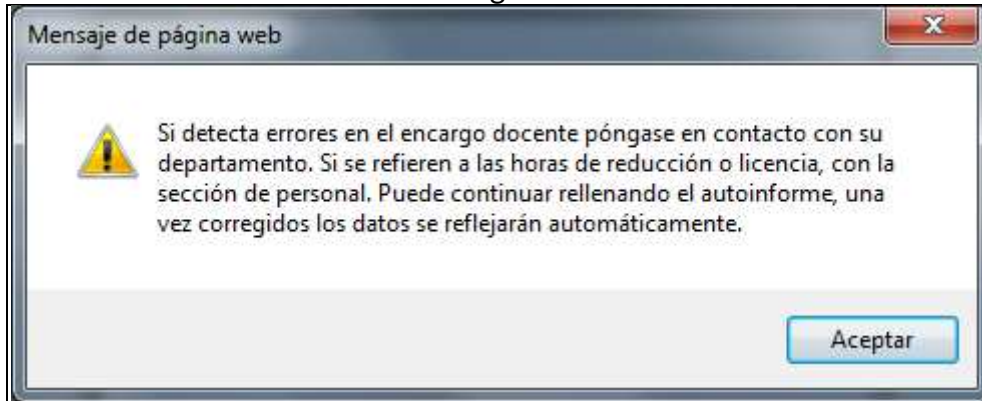 Mensaje de página web
Si detecta errores en el encargo docente póngase en contacto con su
departamento. Si se refieren a las horas de reducción o licencia, con la
sección de personal. Puede continuar rellenando el autoinforme, una
vez corregidos los datos se reflejarán automáticamente.
Aceptar